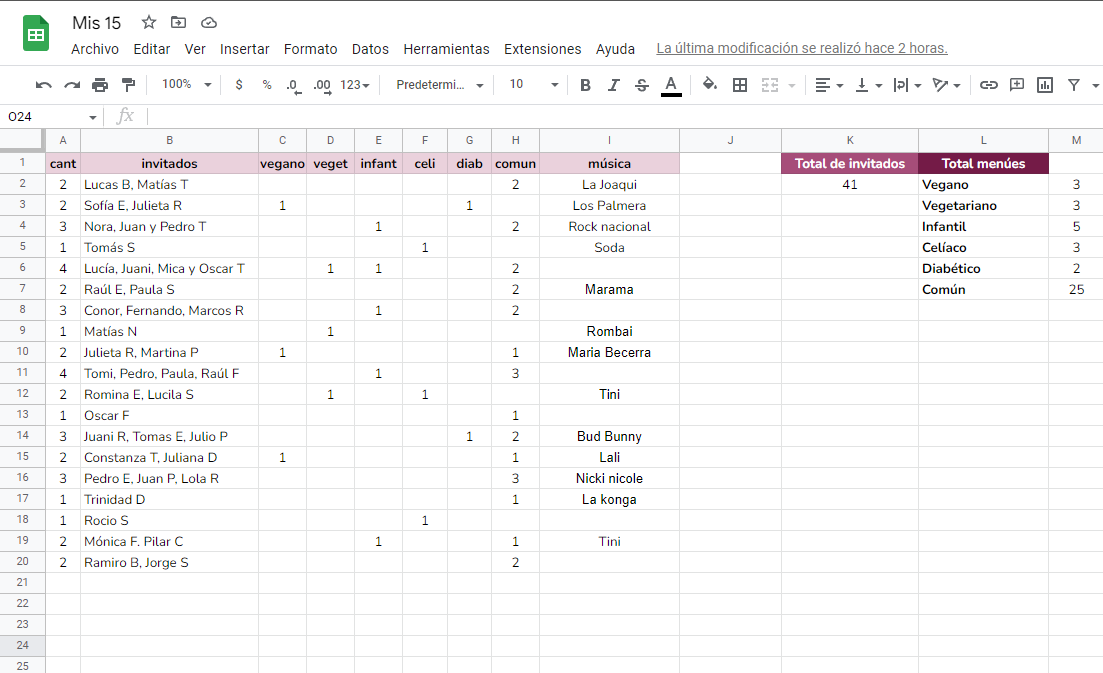 Mis 15
Archivo Editar Ver Insertar Formato Datos Herramientas Extensiones Ayuda La última modificación se realizó hace 2 horas.
100% $ % .0 .00 123 Predetermi... 10 B I S A
O24 fx
A B C D E F G H I J K L M
1 cant invitados vegano veget infant celi diab comun música Total de invitados Total menúes
2 2 Lucas B, Matías T 2 La Joaqui 41 Vegano 3
3 2 Sofía E, Julieta R 1 1 Los Palmera Vegetariano 3
4 3 Nora, Juan y Pedro T 1 2 Rock nacional Infantil 5
5 1 Tomás S 1 Soda Celíaco 3
6 4 Lucía, Juani, Mica y Oscar T 1 1 2 Diabético 2
7 2 Raúl E, Paula S 2 Marama Común 25
8 3 Conor, Fernando, Marcos R 1 2
9 1 Matías N 1 Rombai
10 2 Julieta R, Martina P 1 1 Maria Becerra
11 4 Tomi, Pedro, Paula, Raúl F 1 3
12 2 Romina E, Lucila S 1 1 Tini
13 1 Oscar F 1
14 3 Juani R, Tomas E, Julio P 1 2 Bud Bunny
15 2 Constanza T, Juliana D 1 1 Lali
16 3 Pedro E, Juan P, Lola R 3 Nicki nicole
17 1 Trinidad D 1 La konga
18 1 Rocio S 1
19 2 Mónica F. Pilar C 1 1 Tini
20 2 Ramiro B, Jorge S 2
21
22
23
24
25